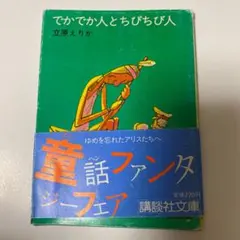 でかでか人とちびちび人
立原えりか
ゆめを忘れたアリスたちへ
童話ファンタ
ジーフェア
講談社文庫